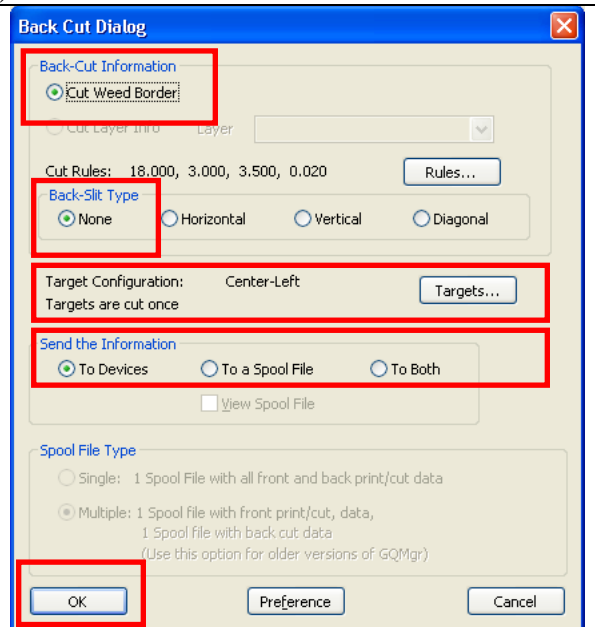 Back Cut Dialog
Back-Cut Information
Cut Weed Border
Cut Layer Info Layer
Cut Rules: 18.000, 3.000, 3.500, 0.020 Rules...
Back-Slit Type
None Horizontal Vertical Diagonal
Target Configuration: Center-Left Targets...
Targets are cut once
Send the Information
To Devices To a Spool File To Both
View Spool File
Spool File Type
Single: 1 Spool File with all front and back print/cut data
Multiple: 1 Spool file with front print/cut, data,
1 Spool file with back cut data
(Use this option for older versions of GQMgr)
OK Preference Cancel